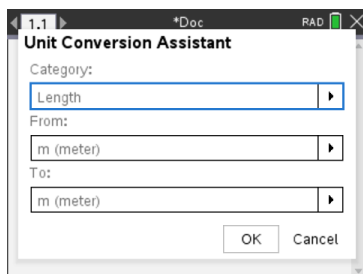 1.1 *Doc RAD
Unit Conversion Assistant
Category:
Length
From:
m (meter)
To:
m (meter)
OK Cancel